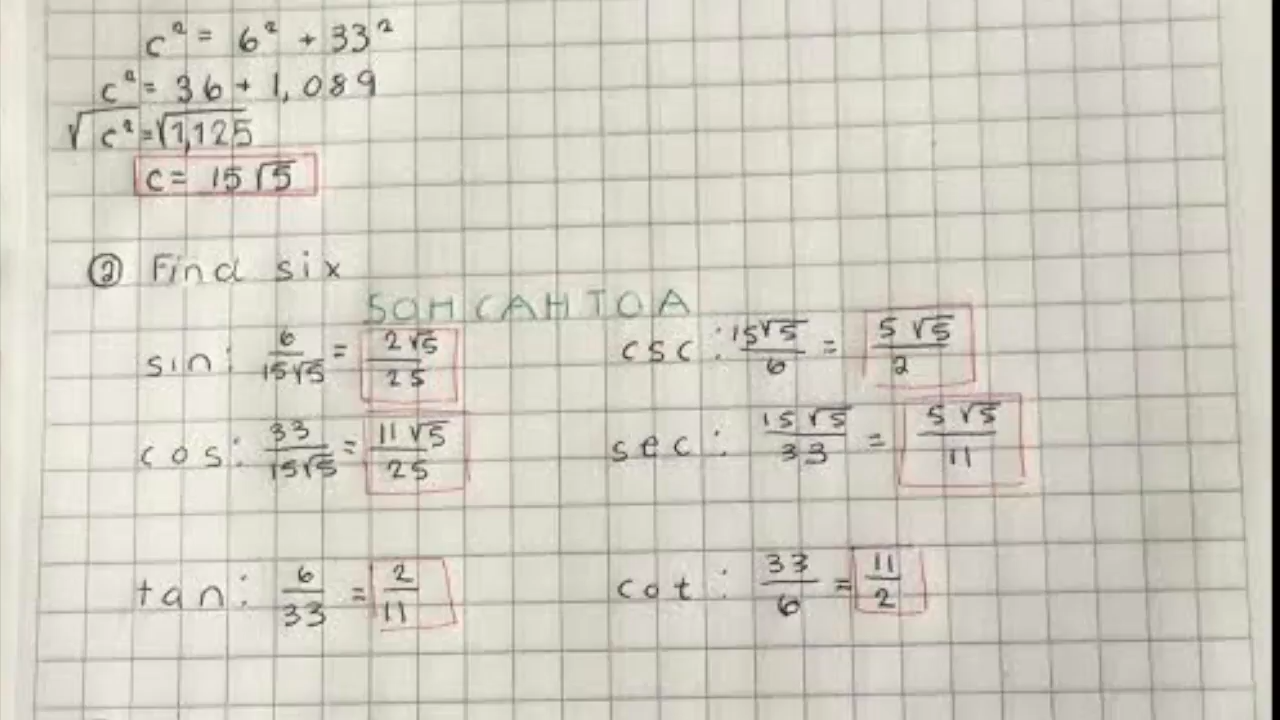 c² = 6² + 33²
c² = 36 + 1,089
√c² = √1,125
c = 15√5
② Find six
SOH CAH TOA
sin: 6/15√5 = 2√5/25 csc: 15√5/6 = 5√5/2
cos: 33/15√5 = 11√5/25 sec: 15√5/33 = 5√5/11
tan: 6/33 = 2/11 cot: 33/6 = 11/2